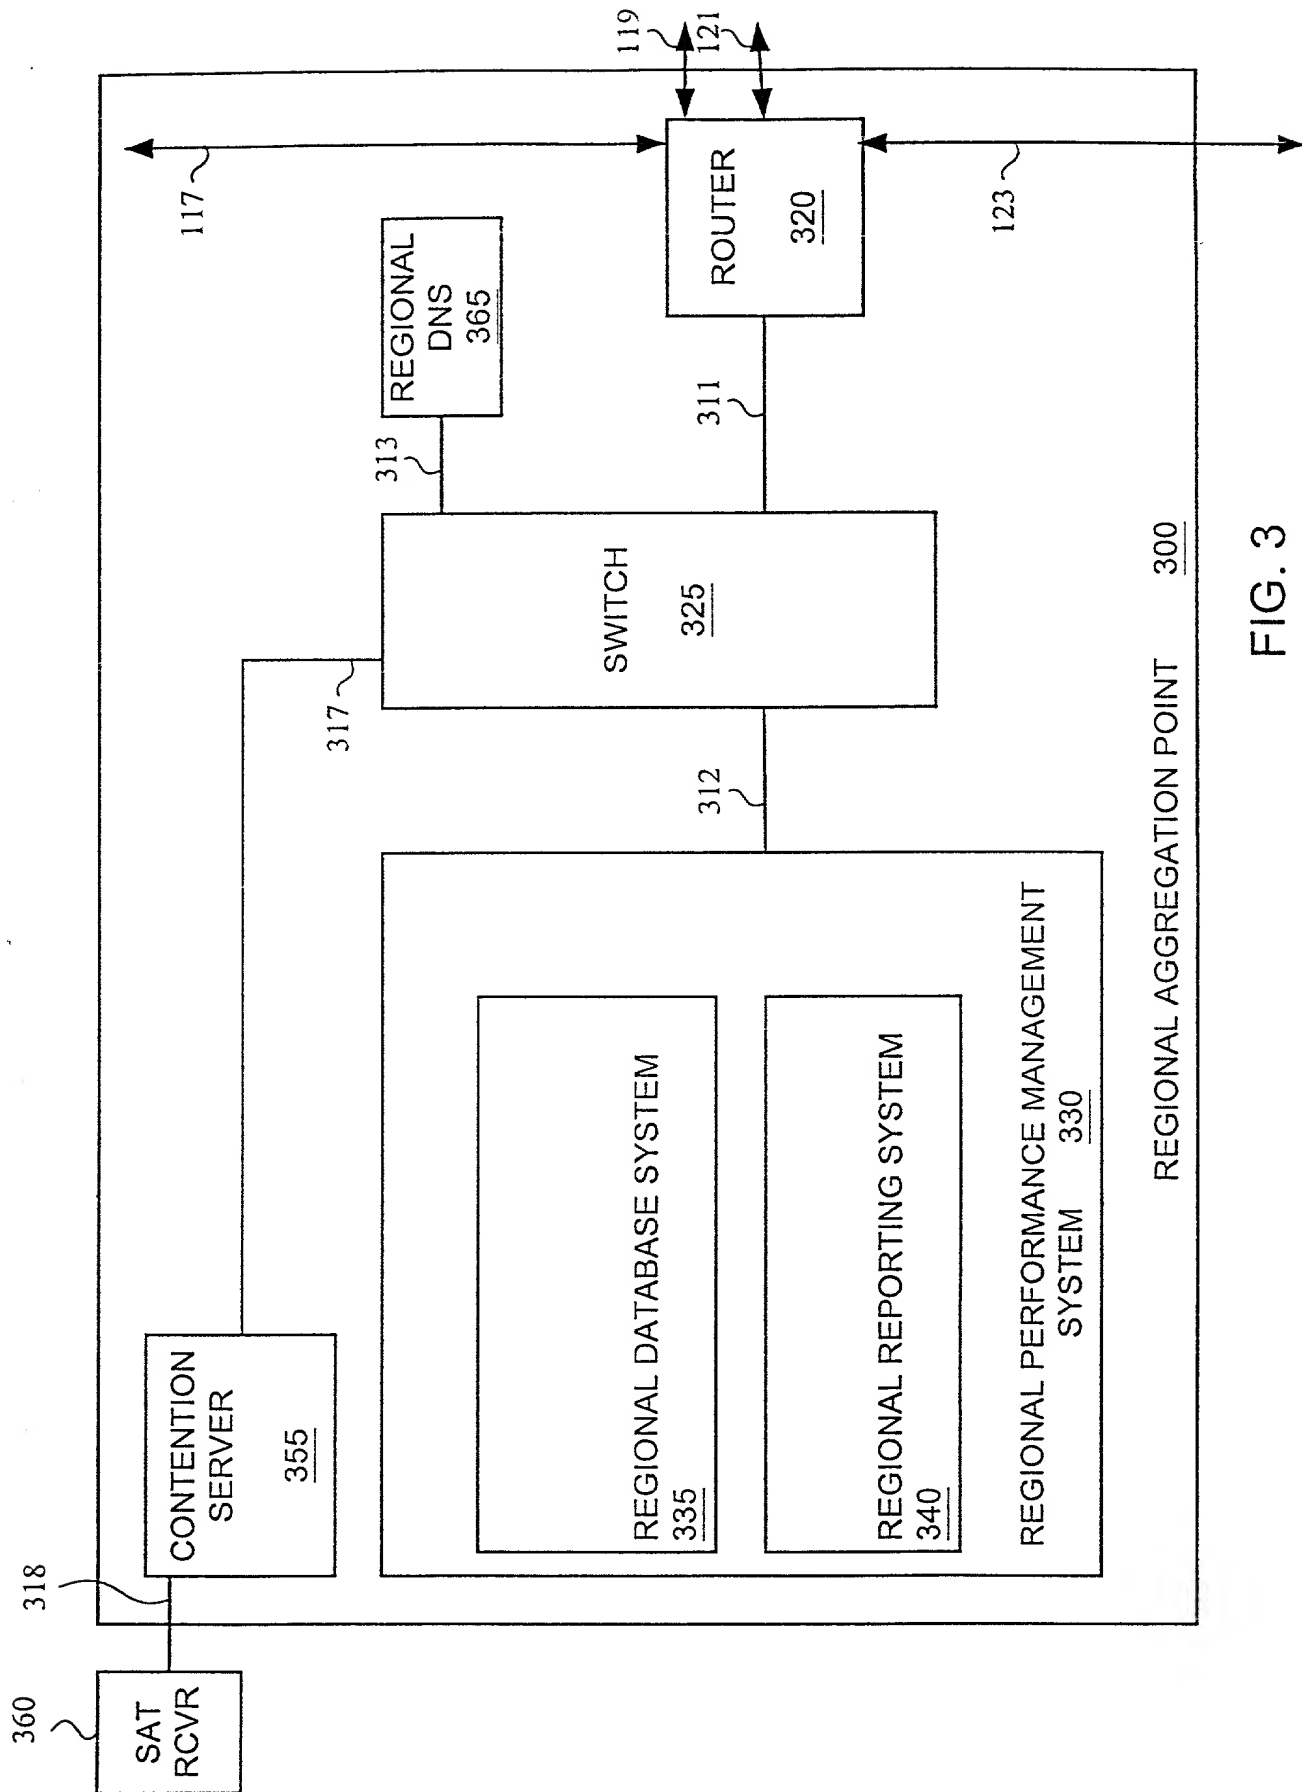 360
SAT
RCVR
318
CONTENTION
SERVER
355
317
REGIONAL
DNS
365
313
117
119
121
SWITCH
325
ROUTER
320
311
312
123
REGIONAL DATABASE SYSTEM
335
REGIONAL REPORTING SYSTEM
340
REGIONAL PERFORMANCE MANAGEMENT
SYSTEM 330
REGIONAL AGGREGATION POINT 300
FIG. 3